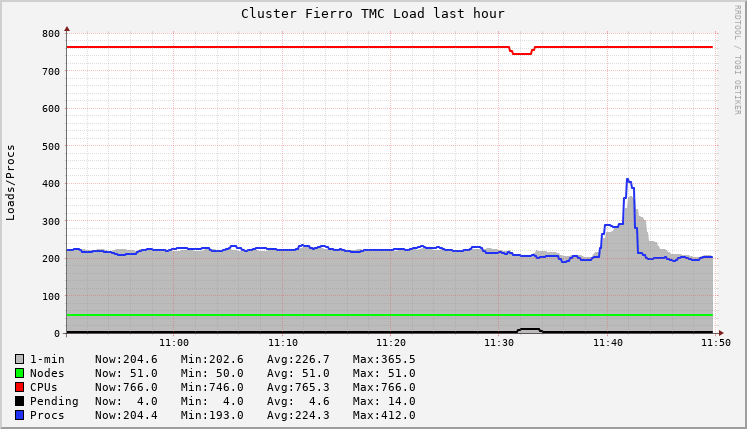 Cluster Fierro TMC Load last hour
RRDTOOL / TOBI OETIKER
Loads/Procs
800
700
600
500
400
300
200
100
0
11:00 11:10 11:20 11:30 11:40 11:50
1-min Now:204.6 Min:202.6 Avg:226.7 Max:365.5
Nodes Now: 51.0 Min: 50.0 Avg: 51.0 Max: 51.0
CPUs Now:766.0 Min:746.0 Avg:765.3 Max:766.0
Pending Now: 4.0 Min: 4.0 Avg: 4.6 Max: 14.0
Procs Now:204.4 Min:193.0 Avg:224.3 Max:412.0